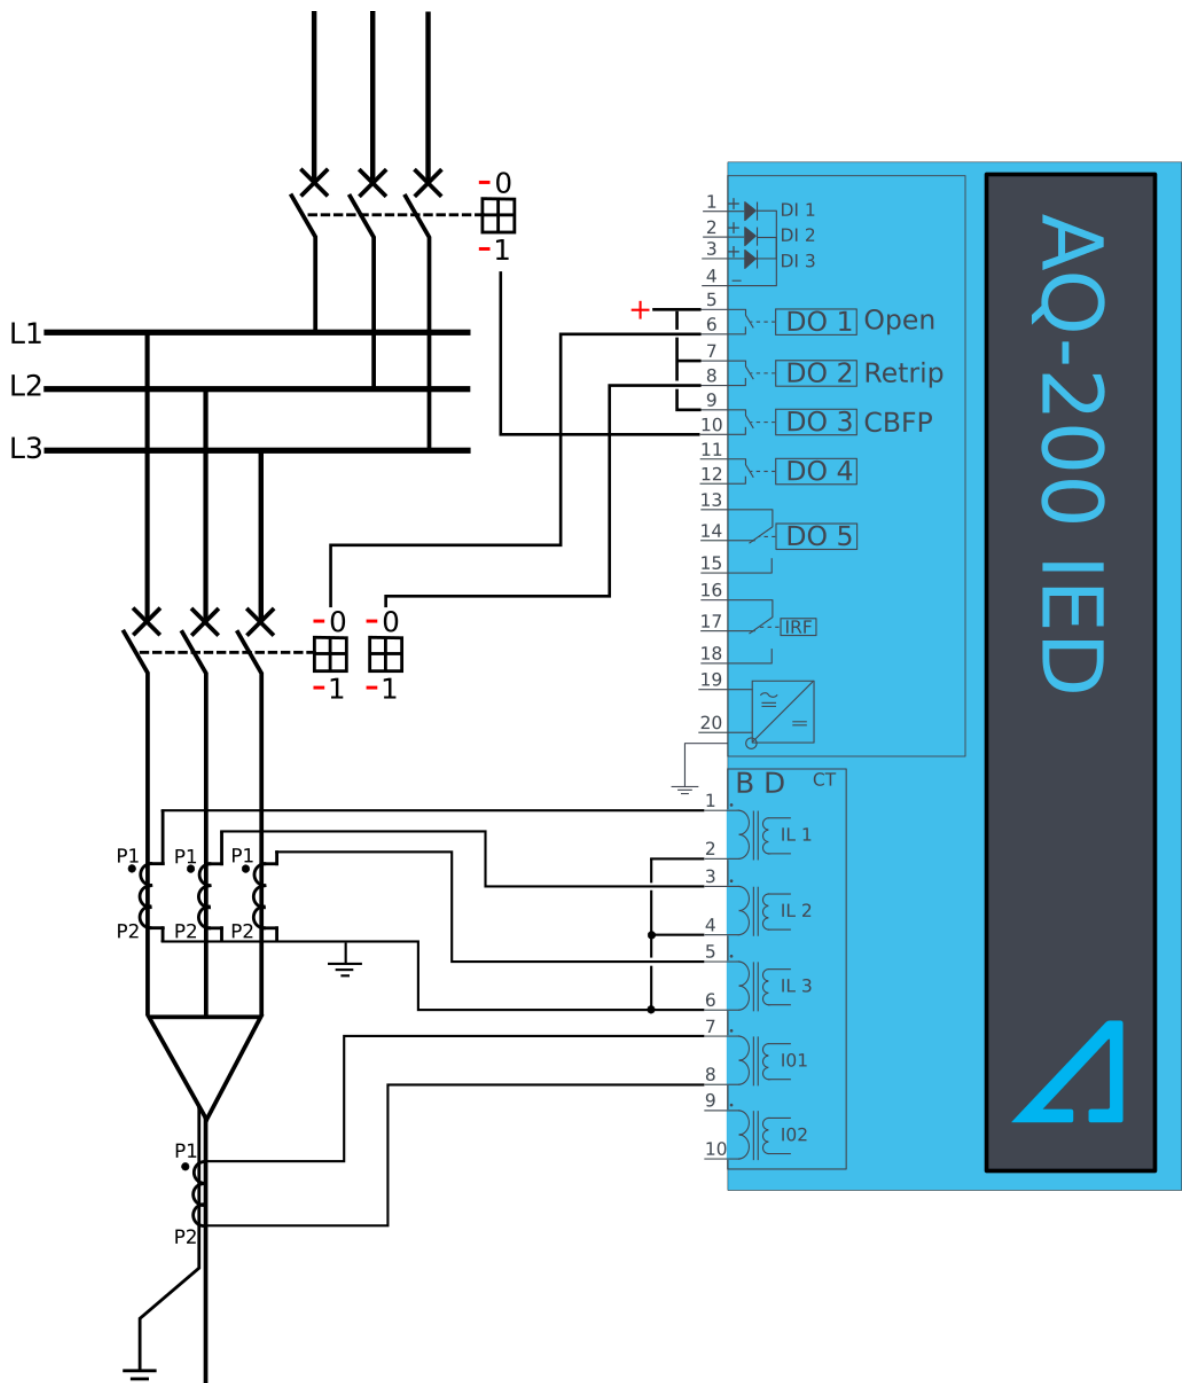 -0
-1
L1
L2
L3
-0
-1
-0
-1
P1
P1
P1
P2
P2
P2
P1
P2
+
1
+
DI 1
2
+
DI 2
3
+
DI 3
4
-
5
6
DO 1
Open
7
8
DO 2
Retrip
9
10
DO 3
CBFP
11
12
DO 4
13
14
DO 5
15
16
17
IRF
18
19
20
B D
CT
1
IL 1
2
3
IL 2
4
5
IL 3
6
7
I01
8
9
I02
10
AQ-200 IED